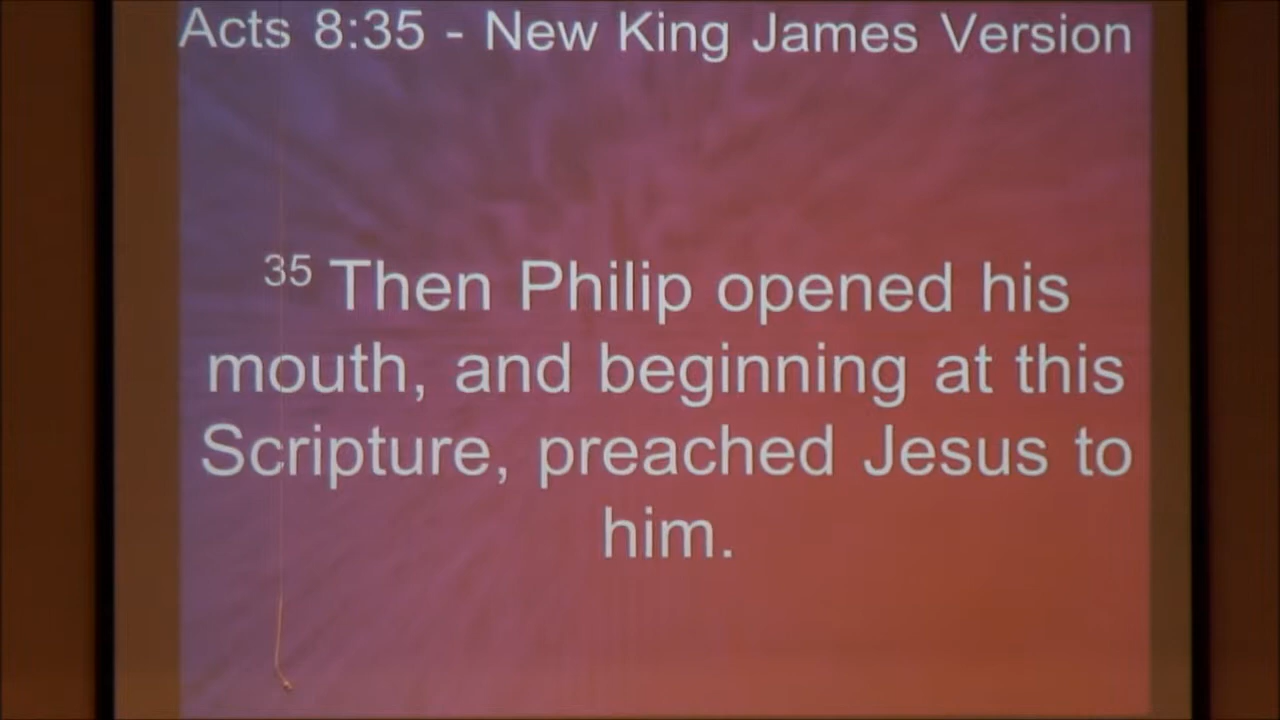 Acts 8:35 - New King James Version
35 Then Philip opened his
mouth, and beginning at this
Scripture, preached Jesus to
him.